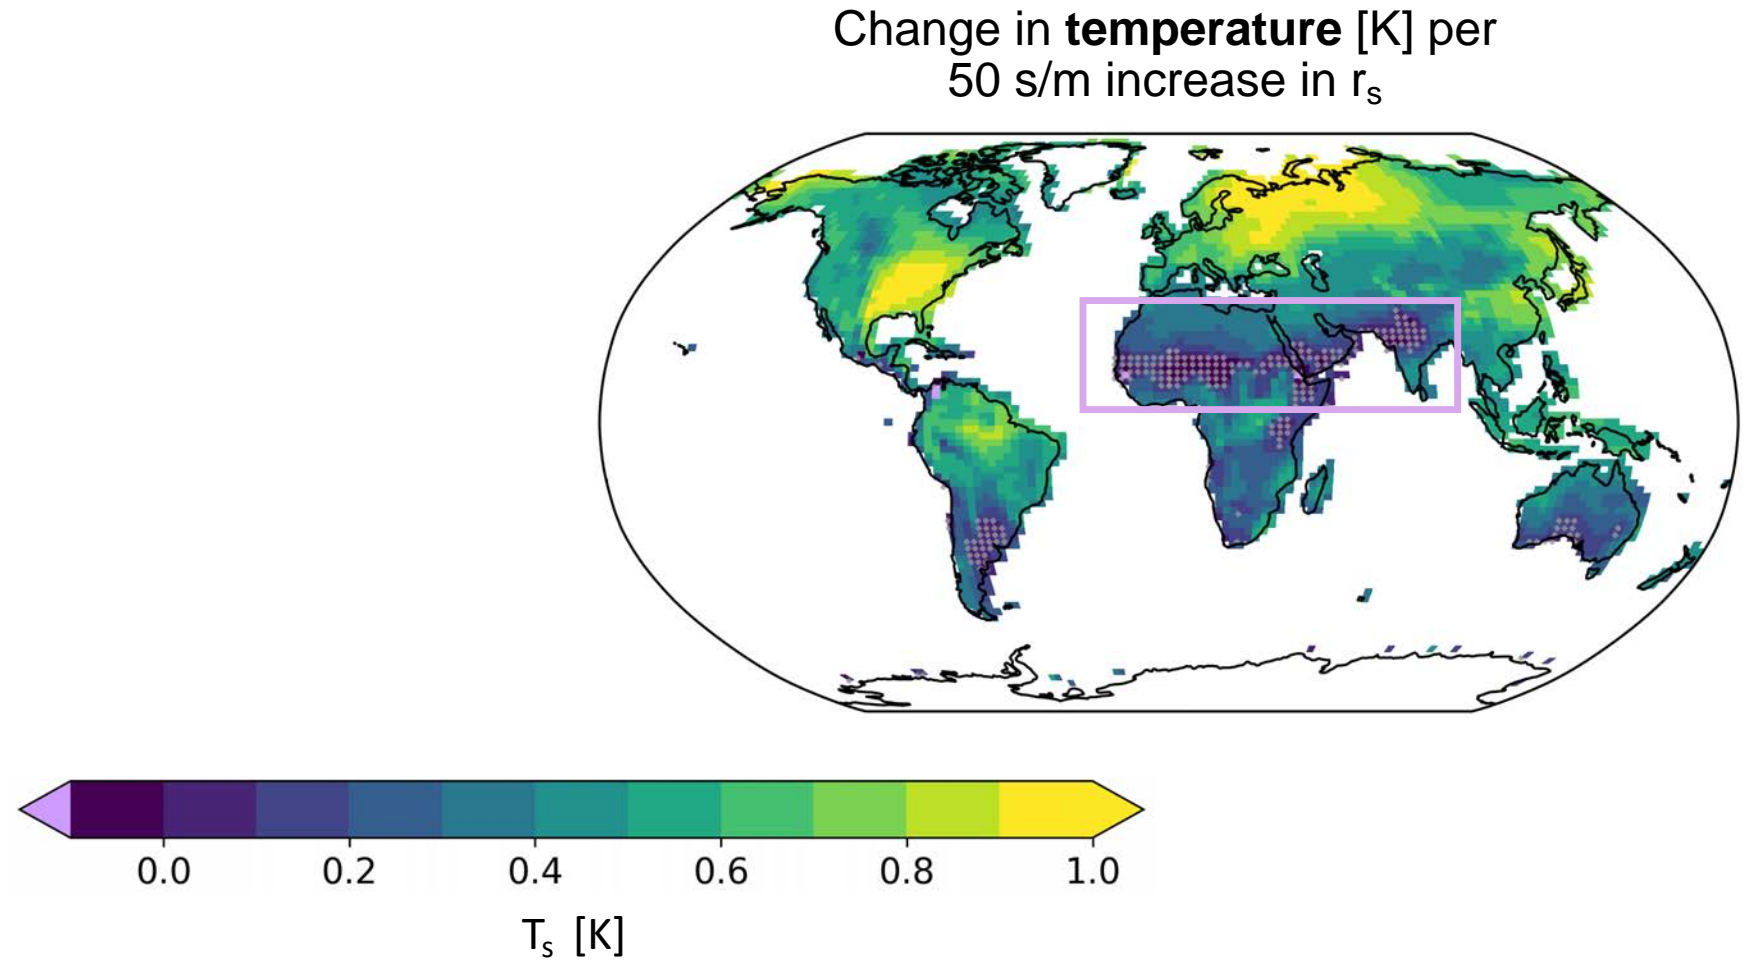 Change in temperature [K] per
50 s/m increase in rₛ
0.0 0.2 0.4 0.6 0.8 1.0
Tₛ [K]